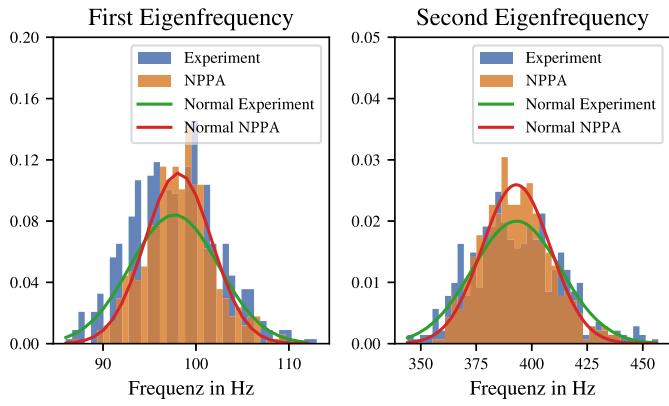 First Eigenfrequency
0.20
0.16
0.12
0.08
0.04
0.00
Experiment
NPPA
Normal Experiment
Normal NPPA
90
100
110
Frequenz in Hz
Second Eigenfrequency
0.05
0.04
0.03
0.02
0.01
0.00
Experiment
NPPA
Normal Experiment
Normal NPPA
350
375
400
425
450
Frequenz in Hz